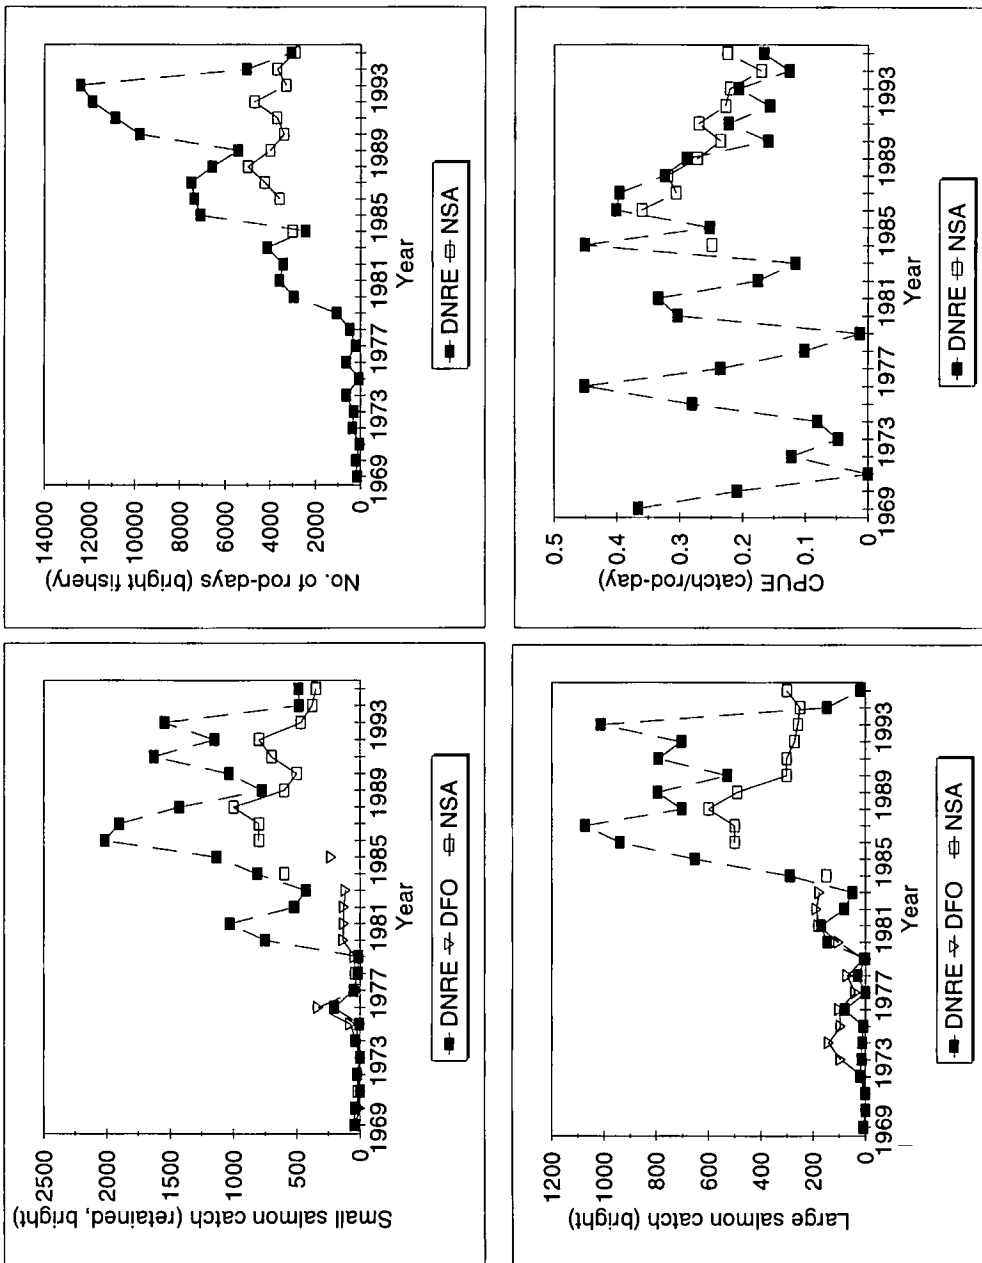 Small salmon catch (retained, bright)
2500
2000
1500
1000
500
0
1969 1973 1977 1981 1985 1989 1993
Year
DNRE DFO NSA
No. of rod-days (bright fishery)
14000
12000
10000
8000
6000
4000
2000
0
1969 1973 1977 1981 1985 1989 1993
Year
DNRE NSA
Large salmon catch (bright)
1200
1000
800
600
400
200
0
1969 1973 1977 1981 1985 1989 1993
Year
DNRE DFO NSA
CPUE (catch/rod-day)
0.5
0.4
0.3
0.2
0.1
0
1969 1973 1977 1981 1985 1989 1993
Year
DNRE NSA